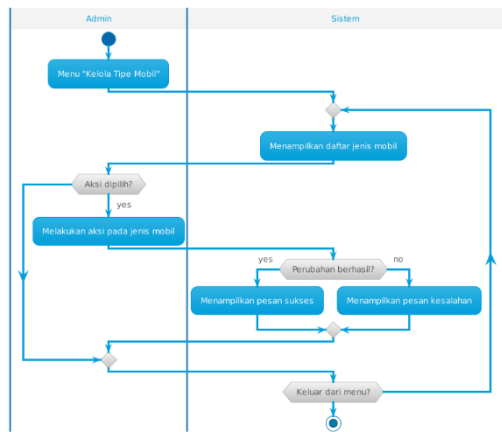 Admin
Sistem
Menu "Kelola Tipe Mobil"
Menampilkan daftar jenis mobil
Aksi dipilih?
yes
Melakukan aksi pada jenis mobil
yes
Perubahan berhasil?
no
Menampilkan pesan sukses
Menampilkan pesan kesalahan
Keluar dari menu?